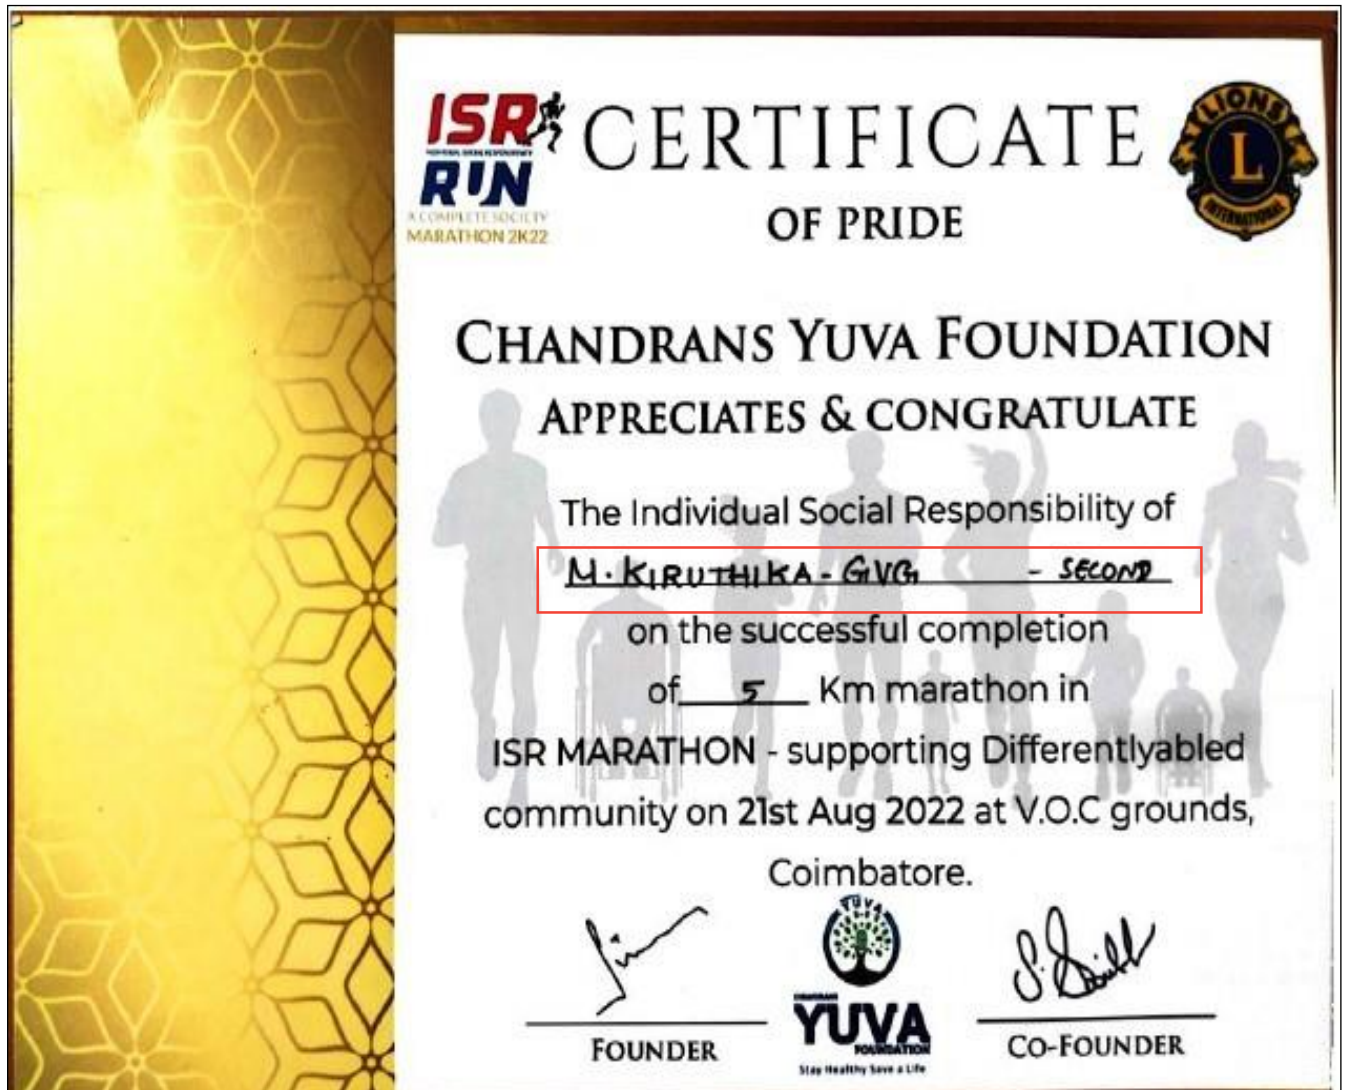 ISR
RUN
A COMPLETE SOCIETY
MARATHON 2K22
CERTIFICATE
OF PRIDE
LIONS
L
INTERNATIONAL
CHANDRANS YUVA FOUNDATION
APPRECIATES & CONGRATULATE
The Individual Social Responsibility of
M. KIRUTHIKA - GVG - SECOND
on the successful completion
of 5 Km marathon in
ISR MARATHON - supporting Differentlyabled
community on 21st Aug 2022 at V.O.C grounds,
Coimbatore.
FOUNDER
YUVA
CHANDRANS
YUVA
FOUNDATION
Stay Healthy Save a Life
CO-FOUNDER